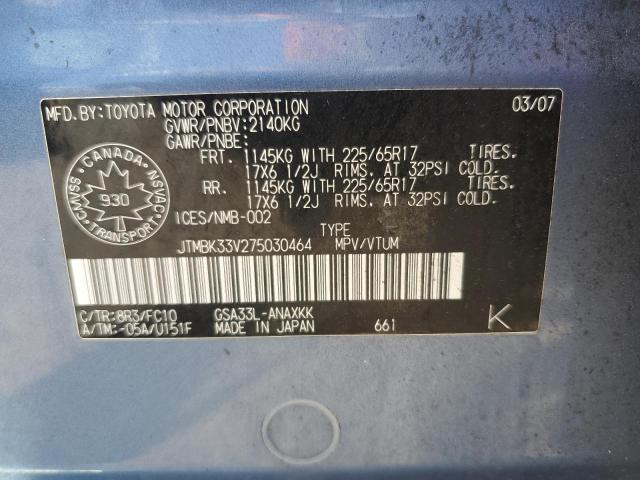 MFD.BY:TOYOTA MOTOR CORPORATION 03/07
GVWR/PNBV:2140KG
GAWR/PNBE:
FRT. 1145KG WITH 225/65R17 TIRES.
17X6 1/2J RIMS. AT 32PSI COLD.
RR. 1145KG WITH 225/65R17 TIRES.
17X6 1/2J RIMS. AT 32PSI COLD.
CANADA
CMVSS NSVAC
930
TRANSPORT
ICES/NMB-002
TYPE
JTMBK33V275030464 MPV/VTUM
C/TR:8R3/FC10 GSA33L-ANAXKK
A/TM:-05A/U151F MADE IN JAPAN 661 K